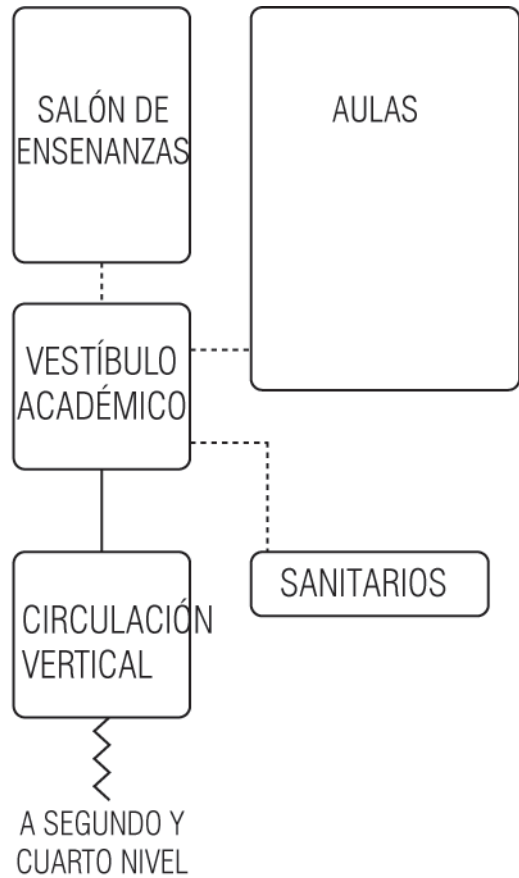 SALÓN DE
ENSENANZAS
AULAS
VESTÍBULO
ACADÉMICO
SANITARIOS
CIRCULACIÓN
VERTICAL
A SEGUNDO Y
CUARTO NIVEL